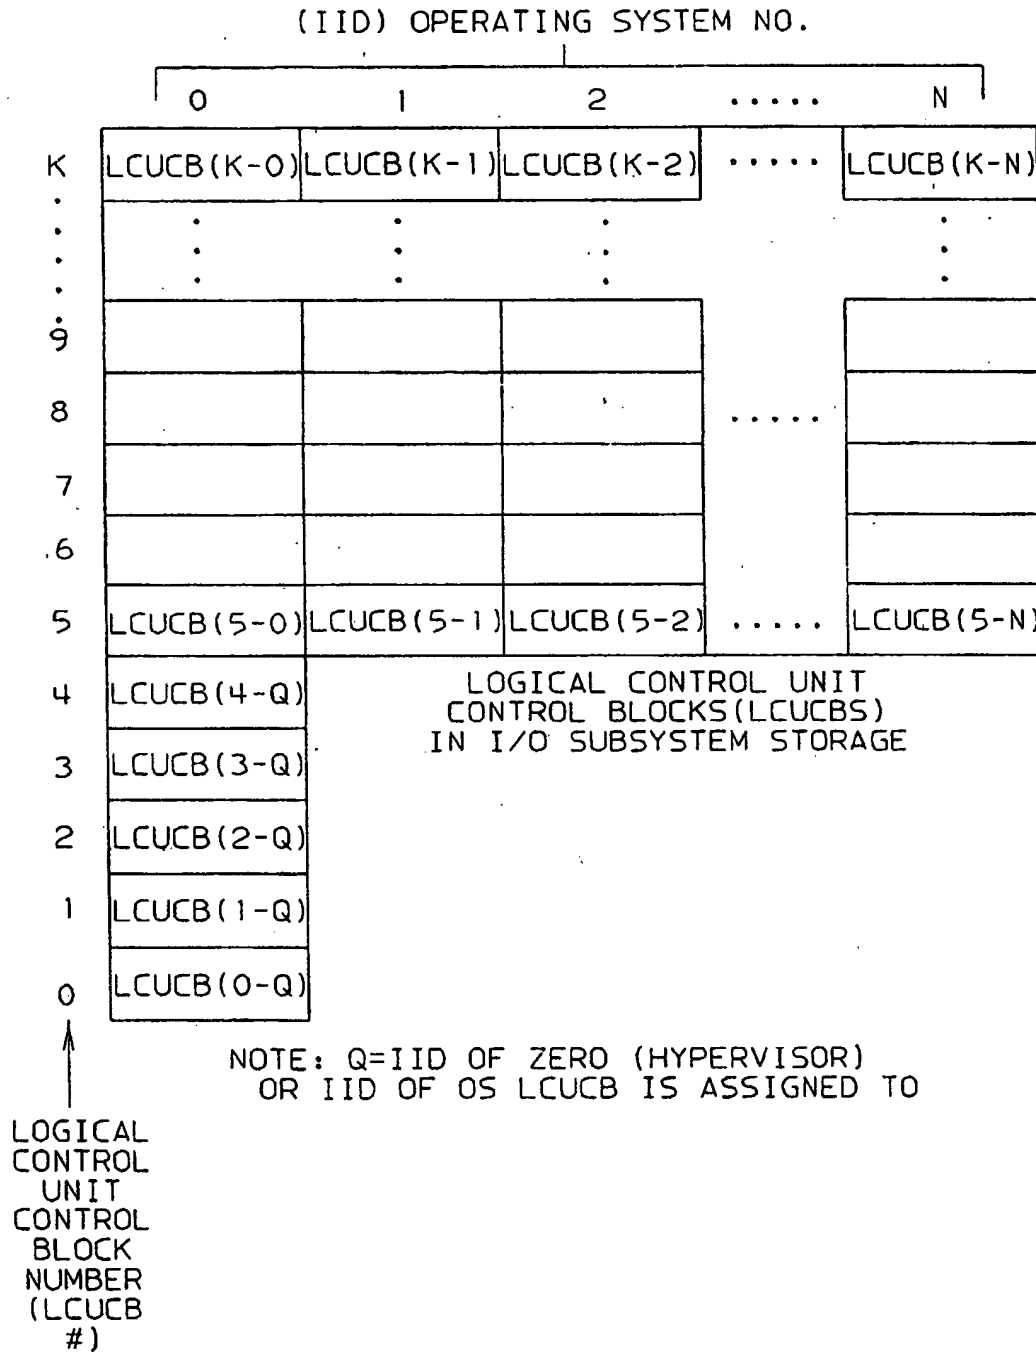 (IID) OPERATING SYSTEM NO.
0 1 2 ..... N
K LCUCB(K-0) LCUCB(K-1) LCUCB(K-2) ..... LCUCB(K-N)
9
8 .....
7
6
5 LCUCB(5-0) LCUCB(5-1) LCUCB(5-2) ..... LCUCB(5-N)
4 LCUCB(4-Q)
3 LCUCB(3-Q)
2 LCUCB(2-Q)
1 LCUCB(1-Q)
0 LCUCB(0-Q)
LOGICAL CONTROL UNIT
CONTROL BLOCKS(LCUCBS)
IN I/O SUBSYSTEM STORAGE
NOTE: Q=IID OF ZERO (HYPERVISOR)
OR IID OF OS LCUCB IS ASSIGNED TO
LOGICAL
CONTROL
UNIT
CONTROL
BLOCK
NUMBER
(LCUCB
#)